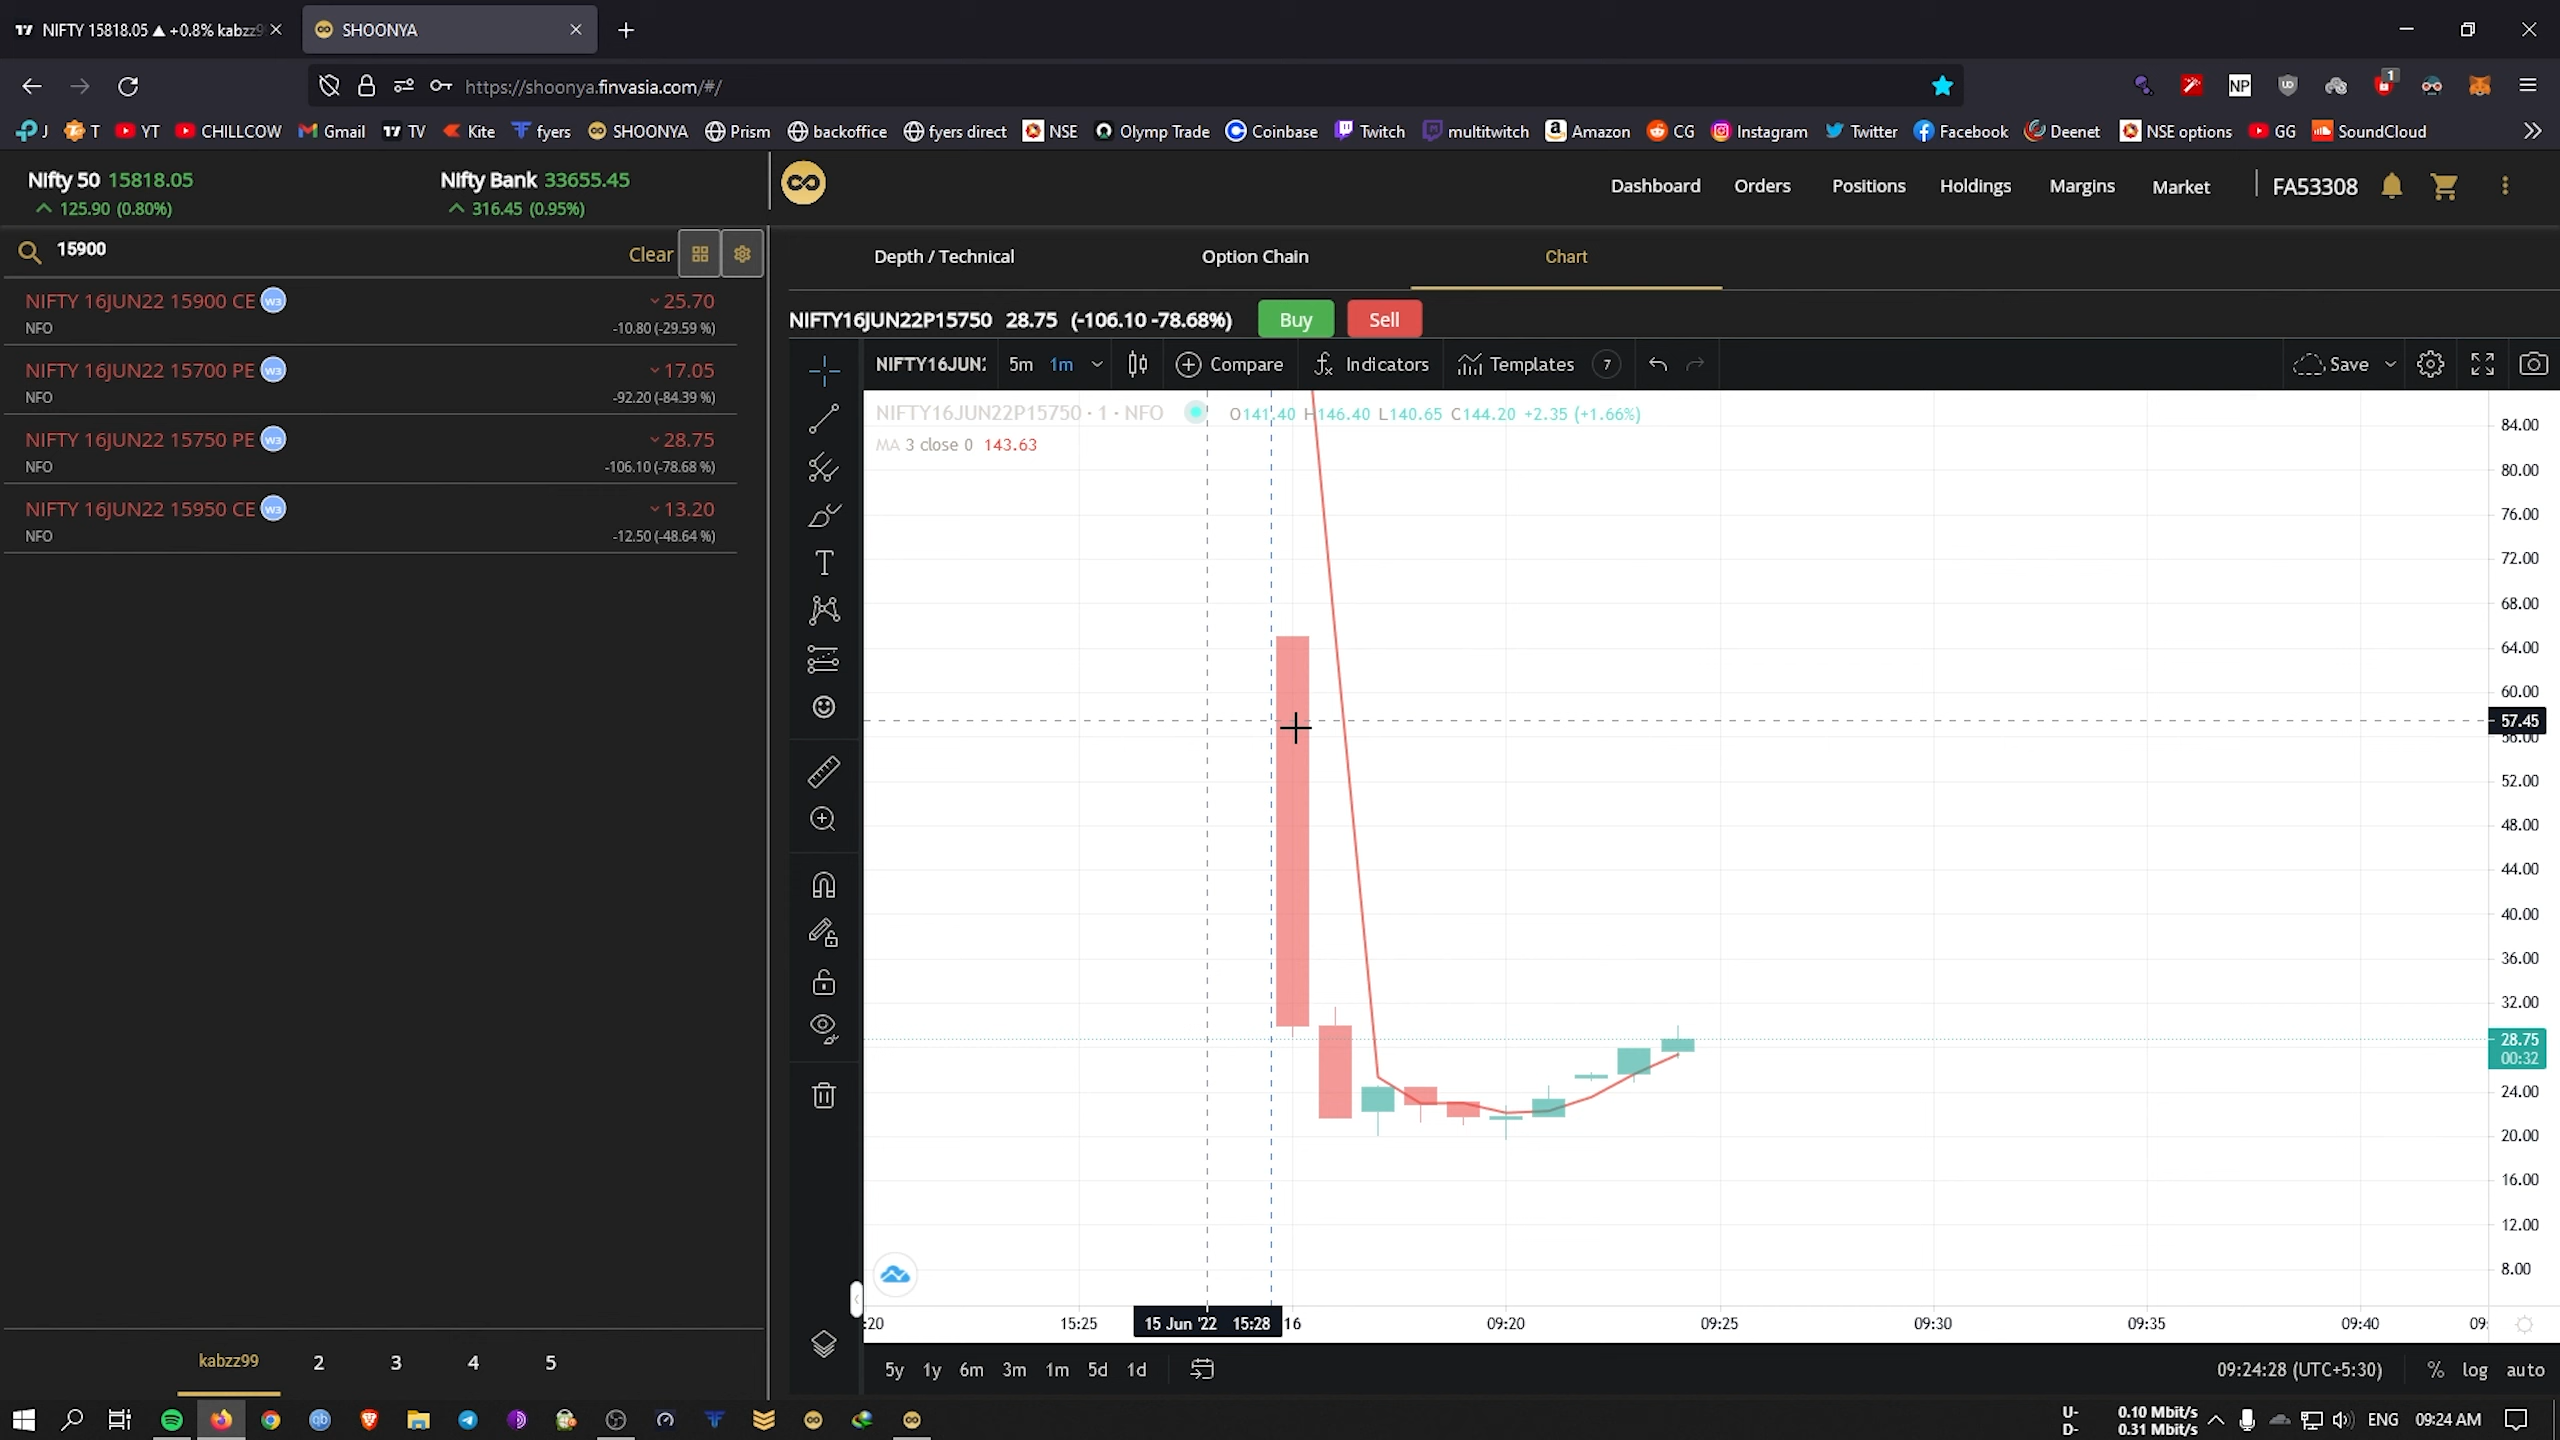 NIFTY 15818.05 ▲ +0.8% kabzz9
SHOONYA
https://shoonya.finvasia.com/#/
NP
1
J
T
YT
CHILLCOW
Gmail
TV
Kite
fyers
SHOONYA
Prism
backoffice
fyers direct
NSE
Olymp Trade
Coinbase
Twitch
multitwitch
Amazon
CG
Instagram
Twitter
Facebook
Deenet
NSE options
GG
SoundCloud
Nifty 50 15818.05
125.90 (0.80%)
Nifty Bank 33655.45
316.45 (0.95%)
Dashboard
Orders
Positions
Holdings
Margins
Market
FA53308
15900
Clear
NIFTY 16JUN22 15900 CE W3 25.70
NFO -10.80 (-29.59 %)
NIFTY 16JUN22 15700 PE W3 17.05
NFO -92.20 (-84.39 %)
NIFTY 16JUN22 15750 PE W3 28.75
NFO -106.10 (-78.68 %)
NIFTY 16JUN22 15950 CE W3 13.20
NFO -12.50 (-48.64 %)
Depth / Technical
Option Chain
Chart
NIFTY16JUN22P15750 28.75 (-106.10 -78.68%) Buy Sell
NIFTY16JUN2 5m 1m Compare Indicators Templates 7 Save
NIFTY16JUN22P15750 · 1 · NFO O141.40 H146.40 L140.65 C144.20 +2.35 (+1.66%)
MA 3 close 0 143.63
84.00
80.00
76.00
72.00
68.00
64.00
60.00
57.45
56.00
52.00
48.00
44.00
40.00
36.00
32.00
28.75
00:32
24.00
20.00
16.00
12.00
8.00
:20 15:25 15 Jun '22 15:28 16 09:20 09:25 09:30 09:35 09:40 09:
kabzz99 2 3 4 5
5y 1y 6m 3m 1m 5d 1d
09:24:28 (UTC+5:30) % log auto
U- 0.10 Mbit/s
D- 0.31 Mbit/s
ENG
09:24 AM